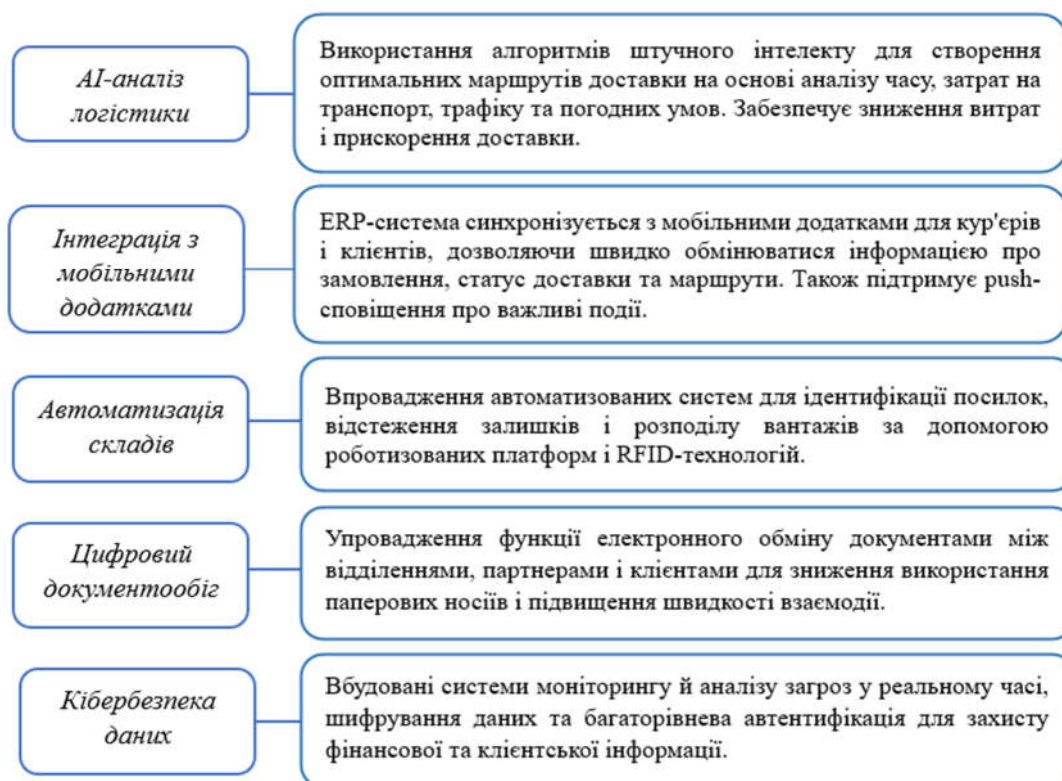 AI-аналіз
логістики
Використання алгоритмів штучного інтелекту для створення
оптимальних маршрутів доставки на основі аналізу часу, затрат на
транспорт, трафіку та погодних умов. Забезпечує зниження витрат
і прискорення доставки.
Інтеграція з
мобільними
додатками
ERP-система синхронізується з мобільними додатками для кур'єрів
і клієнтів, дозволяючи швидко обмінюватися інформацією про
замовлення, статус доставки та маршрути. Також підтримує push-
сповіщення про важливі події.
Автоматизація
складів
Впровадження автоматизованих систем для ідентифікації посилок,
відстеження залишків і розподілу вантажів за допомогою
роботизованих платформ і RFID-технологій.
Цифровий
документообіг
Упровадження функції електронного обміну документами між
відділеннями, партнерами і клієнтами для зниження використання
паперових носіїв і підвищення швидкості взаємодії.
Кібербезпека
даних
Вбудовані системи моніторингу й аналізу загроз у реальному часі,
шифрування даних та багаторівнева автентифікація для захисту
фінансової та клієнтської інформації.